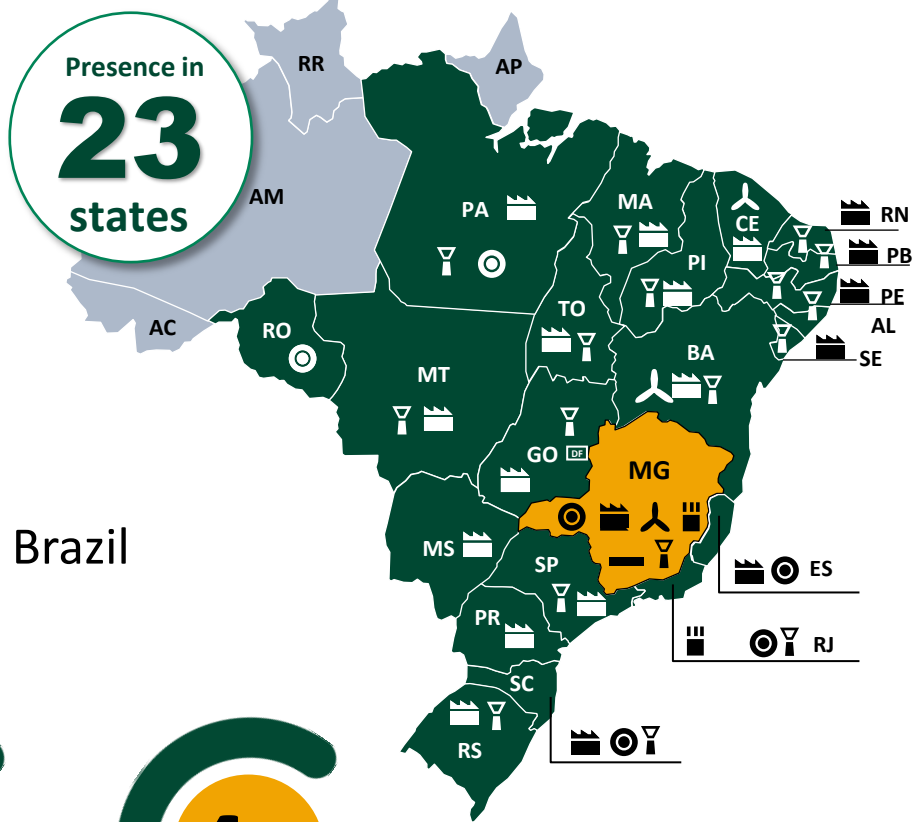 Presence in
23
states
RR
AP
AM
AC
RO
PA
MA
CE
PI
RN
PB
PE
AL
SE
TO
BA
MT
GO
DF
MG
MS
SP
ES
RJ
PR
SC
RS
Brazil